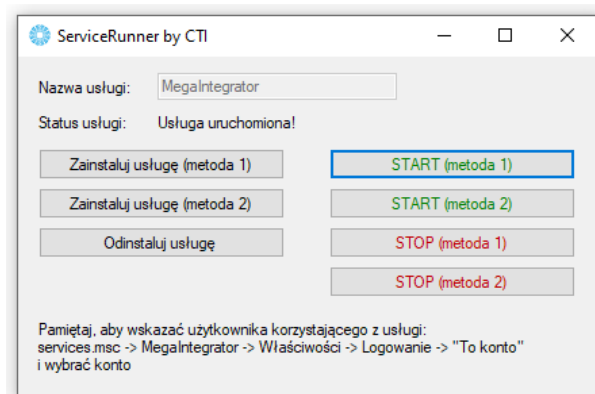 ServiceRunner by CTI
Nazwa usługi: MegaIntegrator
Status usługi: Usługa uruchomiona!
Zainstaluj usługę (metoda 1) START (metoda 1)
Zainstaluj usługę (metoda 2) START (metoda 2)
Odinstaluj usługę STOP (metoda 1)
STOP (metoda 2)
Pamiętaj, aby wskazać użytkownika korzystającego z usługi:
services.msc -> MegaIntegrator -> Właściwości -> Logowanie -> "To konto"
i wybrać konto